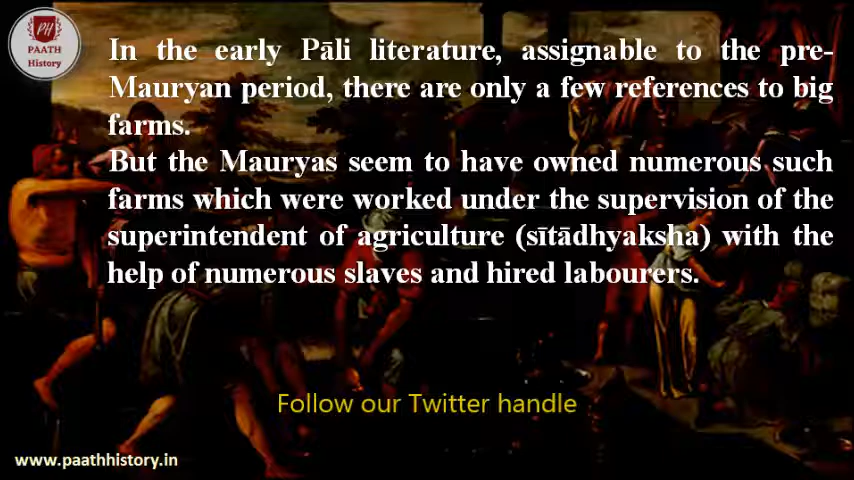 PH
PAATH
History
In the early Pāli literature, assignable to the pre-
Mauryan period, there are only a few references to big
farms.
But the Mauryas seem to have owned numerous such
farms which were worked under the supervision of the
superintendent of agriculture (sītādhyaksha) with the
help of numerous slaves and hired labourers.
Follow our Twitter handle
www.paathhistory.in